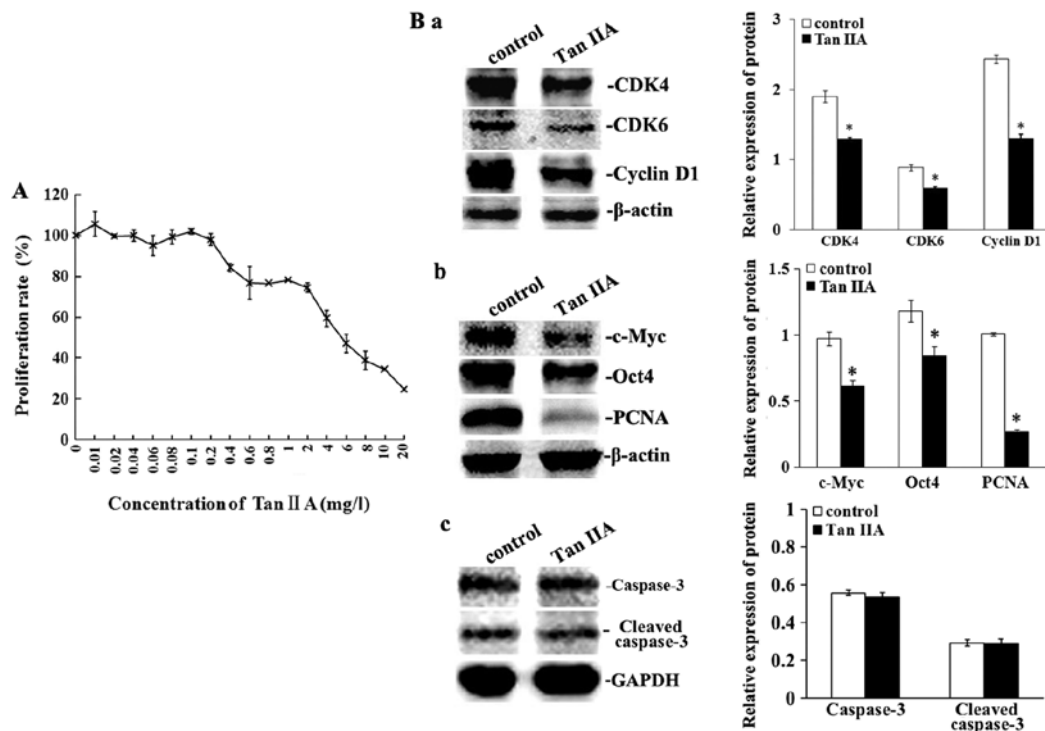 A
Proliferation rate (%)
120
100
80
60
40
20
0
0 0.01 0.02 0.04 0.06 0.08 0.1 0.2 0.4 0.6 0.8 1 2 4 6 8 10 20
Concentration of Tan II A (mg/l)
B a
control Tan IIA
-CDK4
-CDK6
-Cyclin D1
-β-actin
Relative expression of protein
3
2
1
0
control
Tan IIA
* * *
CDK4 CDK6 Cyclin D1
b
control Tan IIA
-c-Myc
-Oct4
-PCNA
-β-actin
Relative expression of protein
1.5
1
0.5
0
control
Tan IIA
* * *
c-Myc Oct4 PCNA
c
control Tan IIA
-Caspase-3
- Cleaved
caspase-3
-GAPDH
Relative expression of protein
1
0.8
0.6
0.4
0.2
0
control
Tan IIA
Caspase-3 Cleaved
caspase-3